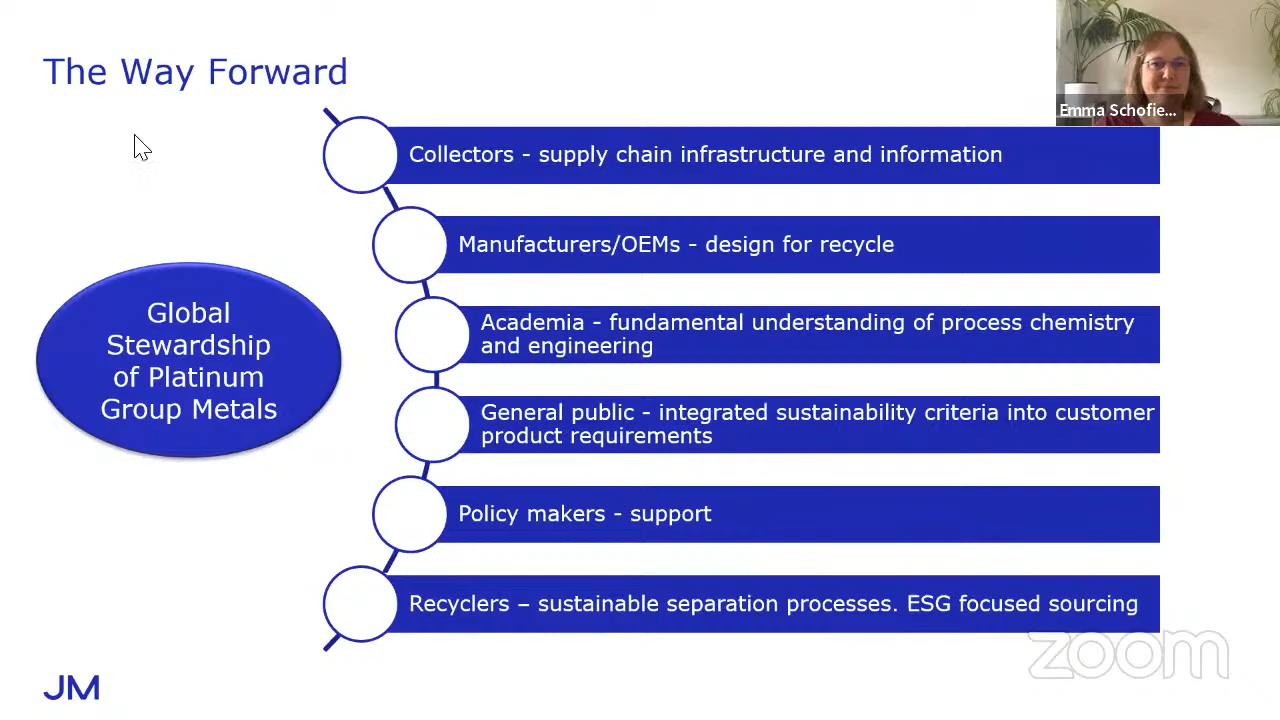 The Way Forward
Emma Schofie...
Collectors - supply chain infrastructure and information
Manufacturers/OEMs - design for recycle
Global
Stewardship
of Platinum
Group Metals
Academia - fundamental understanding of process chemistry
and engineering
General public - integrated sustainability criteria into customer
product requirements
Policy makers - support
Recyclers – sustainable separation processes. ESG focused sourcing
zoom
JM